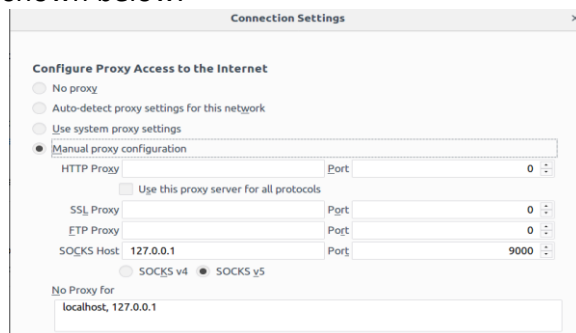 shown below.
Connection Settings
Configure Proxy Access to the Internet
No proxy
Auto-detect proxy settings for this network
Use system proxy settings
Manual proxy configuration
HTTP Proxy Port 0
Use this proxy server for all protocols
SSL Proxy Port 0
FTP Proxy Port 0
SOCKS Host 127.0.0.1 Port 9000
SOCKS v4 SOCKS v5
No Proxy for
localhost, 127.0.0.1